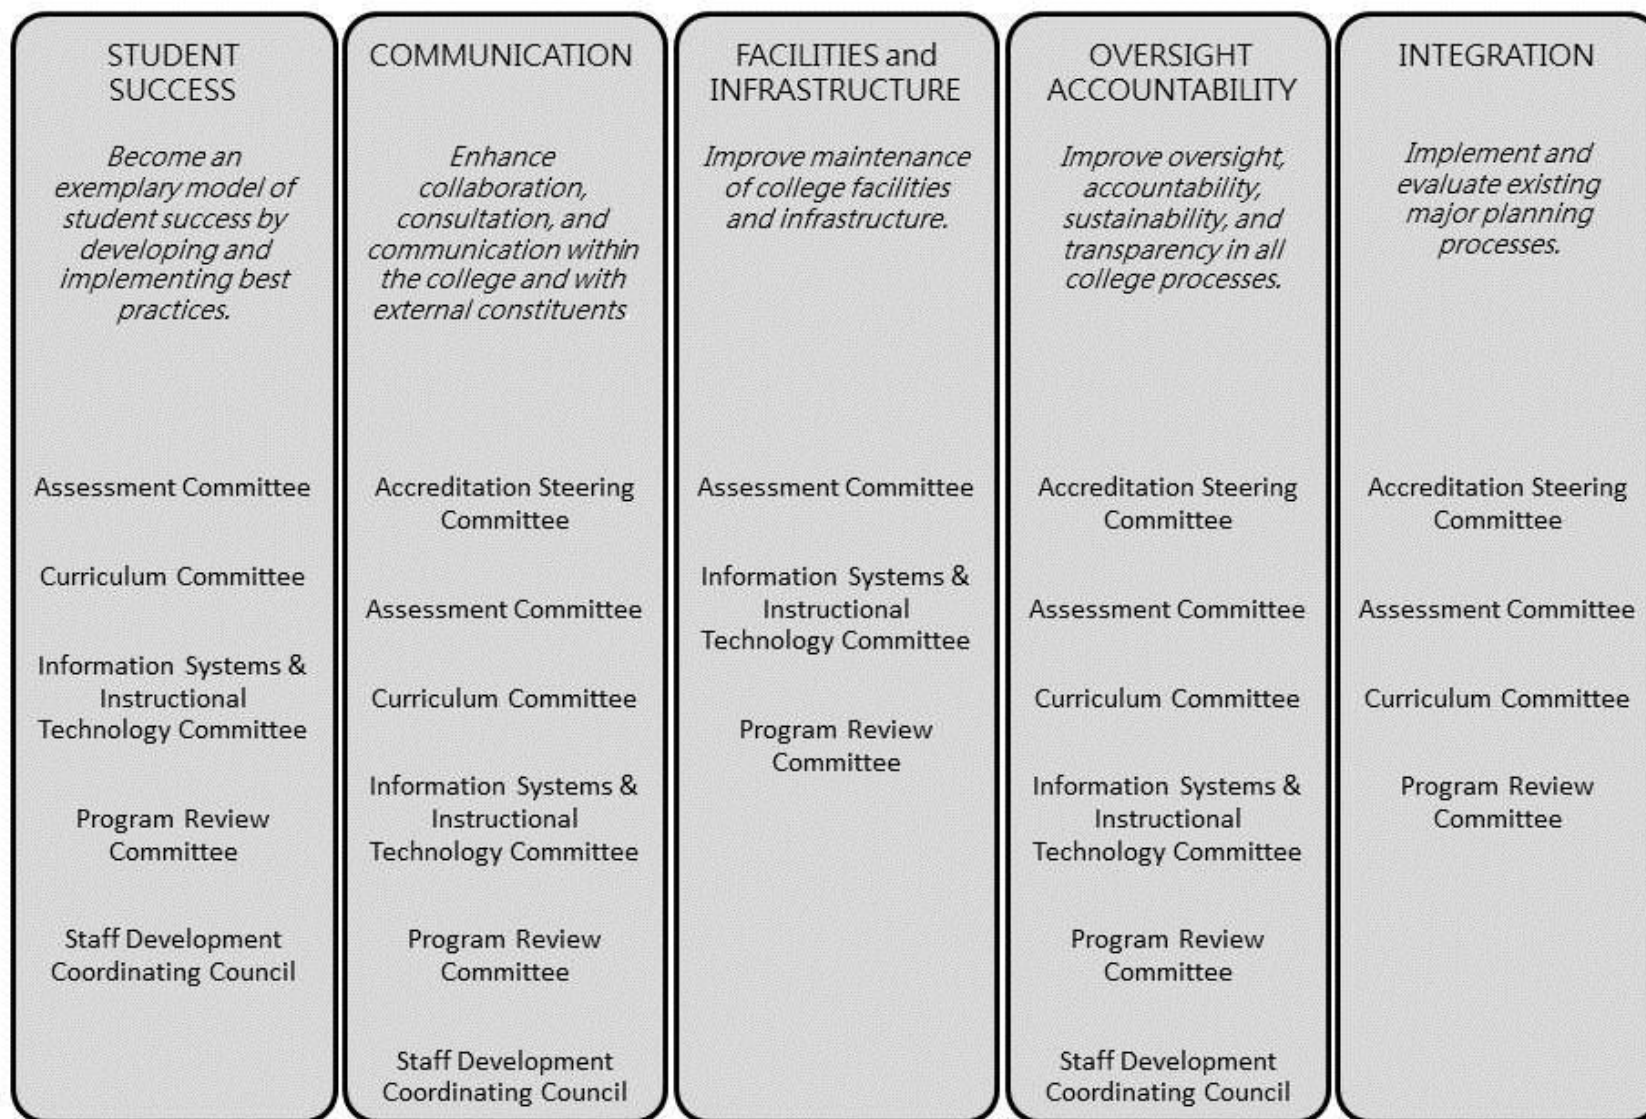 STUDENT
SUCCESS
Become an
exemplary model of
student success by
developing and
implementing best
practices.
Assessment Committee
Curriculum Committee
Information Systems &
Instructional
Technology Committee
Program Review
Committee
Staff Development
Coordinating Council
COMMUNICATION
Enhance
collaboration,
consultation, and
communication within
the college and with
external constituents
Accreditation Steering
Committee
Assessment Committee
Curriculum Committee
Information Systems &
Instructional
Technology Committee
Program Review
Committee
Staff Development
Coordinating Council
FACILITIES and
INFRASTRUCTURE
Improve maintenance
of college facilities
and infrastructure.
Assessment Committee
Information Systems &
Instructional
Technology Committee
Program Review
Committee
OVERSIGHT
ACCOUNTABILITY
Improve oversight,
accountability,
sustainability, and
transparency in all
college processes.
Accreditation Steering
Committee
Assessment Committee
Curriculum Committee
Information Systems &
Instructional
Technology Committee
Program Review
Committee
Staff Development
Coordinating Council
INTEGRATION
Implement and
evaluate existing
major planning
processes.
Accreditation Steering
Committee
Assessment Committee
Curriculum Committee
Program Review
Committee